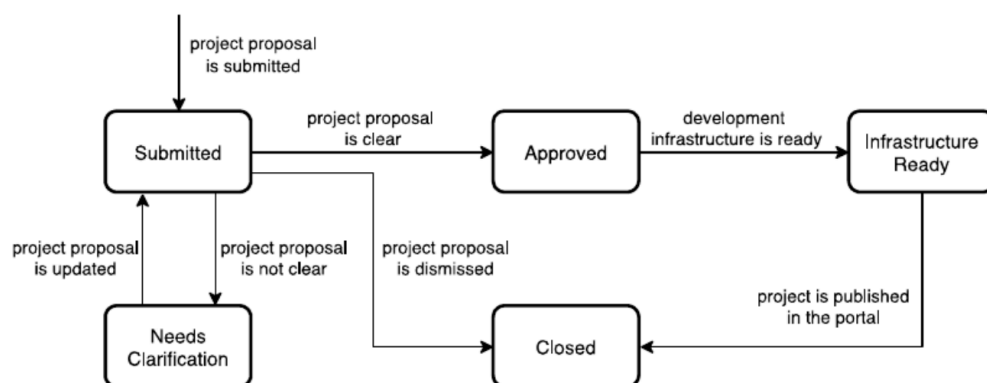 project proposal
is submitted
Submitted
project proposal
is clear
Approved
development
infrastructure is ready
Infrastructure
Ready
project proposal
is updated
project proposal
is not clear
project proposal
is dismissed
project is published
in the portal
Needs
Clarification
Closed